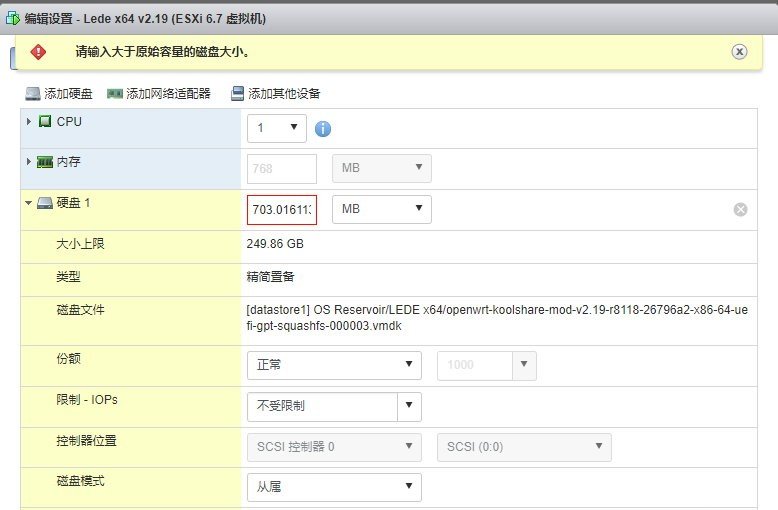 编辑设置 - Lede x64 v2.19 (ESXi 6.7 虚拟机)
请输入大于原始容量的磁盘大小。
添加硬盘 添加网络适配器 添加其他设备
CPU 1
内存 768 MB
硬盘 1 703.016113 MB
大小上限 249.86 GB
类型 精简置备
磁盘文件 [datastore1] OS Reservoir/LEDE x64/openwrt-koolshare-mod-v2.19-r8118-26796a2-x86-64-ue
fi-gpt-squashfs-000003.vmdk
份额 正常 1000
限制 - IOPs 不受限制
控制器位置 SCSI 控制器 0 SCSI (0:0)
磁盘模式 从属